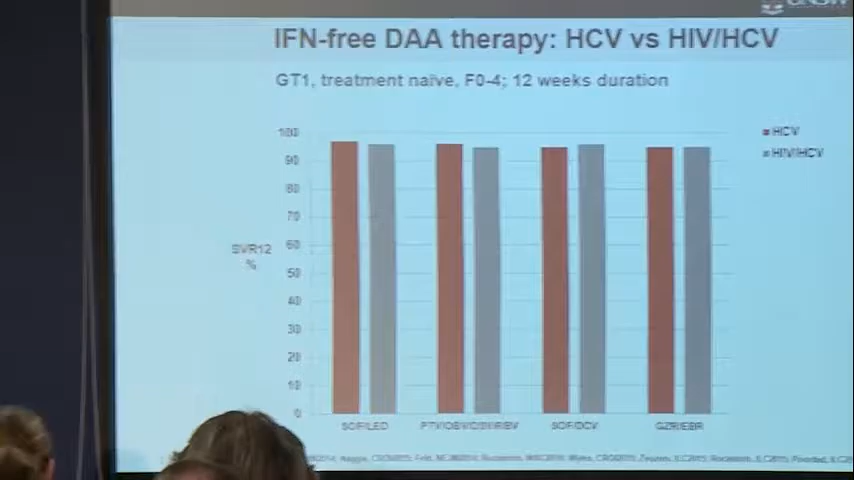 UNSW
IFN-free DAA therapy: HCV vs HIV/HCV
GT1, treatment naïve, F0-4; 12 weeks duration
HCV
HIV/HCV
100
90
80
70
60
50
40
30
20
10
0
SVR12
%
SOF/LED
PTV/OBV/DSV/RBV
SOF/DCV
GZR/EBR